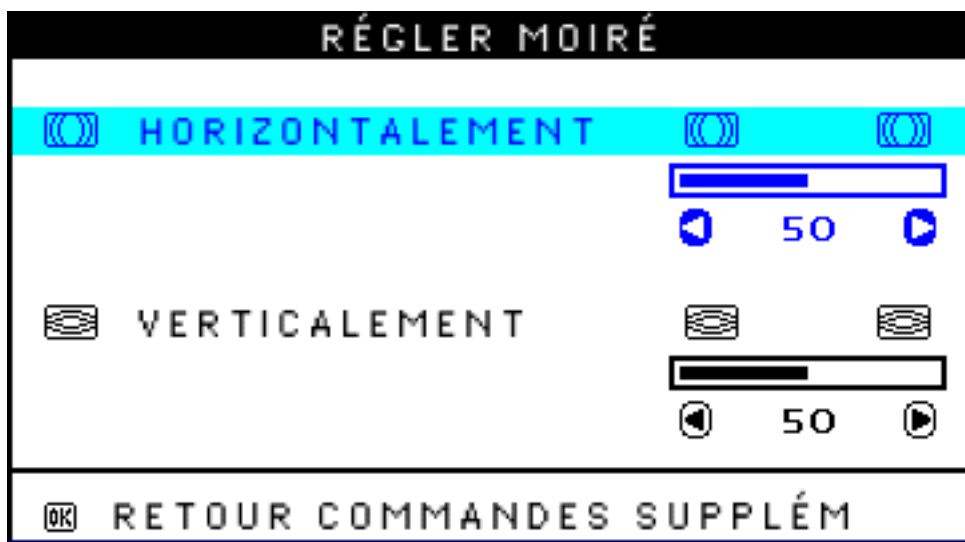 RÉGLER MOIRÉ
HORIZONTALEMENT
50
VERTICALEMENT
50
OK RETOUR COMMANDES SUPPLÉM